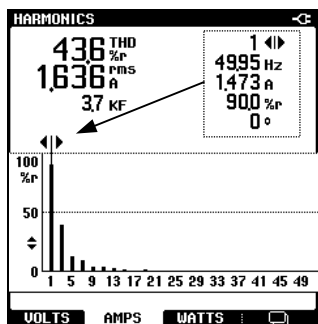 HARMONICS
43.6 THD %r
1.636 rms A
3.7 KF
1
49.95 Hz
1.473 A
90.0 %r
0 °
100
%r
50
0
1 5 9 13 17 21 25 29 33 37 41 45 49
VOLTS AMPS WATTS